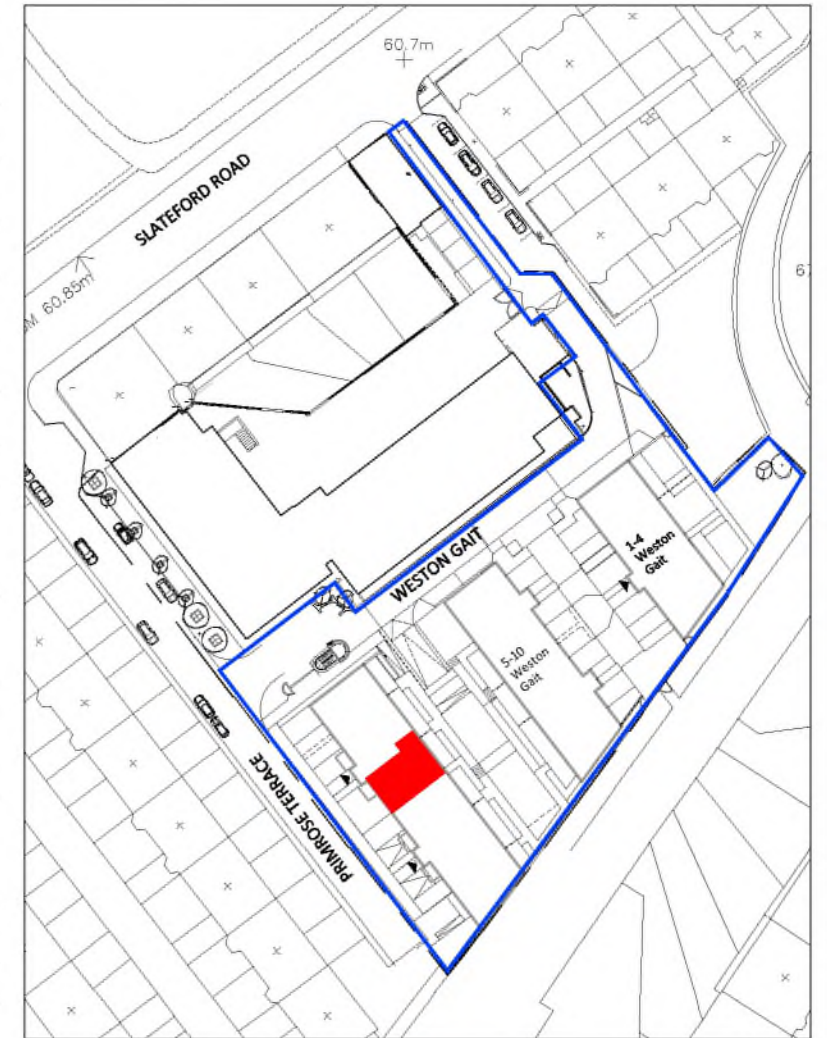 60.7m
SLATEFORD ROAD
M 60.85m
WESTON GAIT
1-4
Weston
Gait
5-10
Weston
Gait
PRIMROSE TERRACE